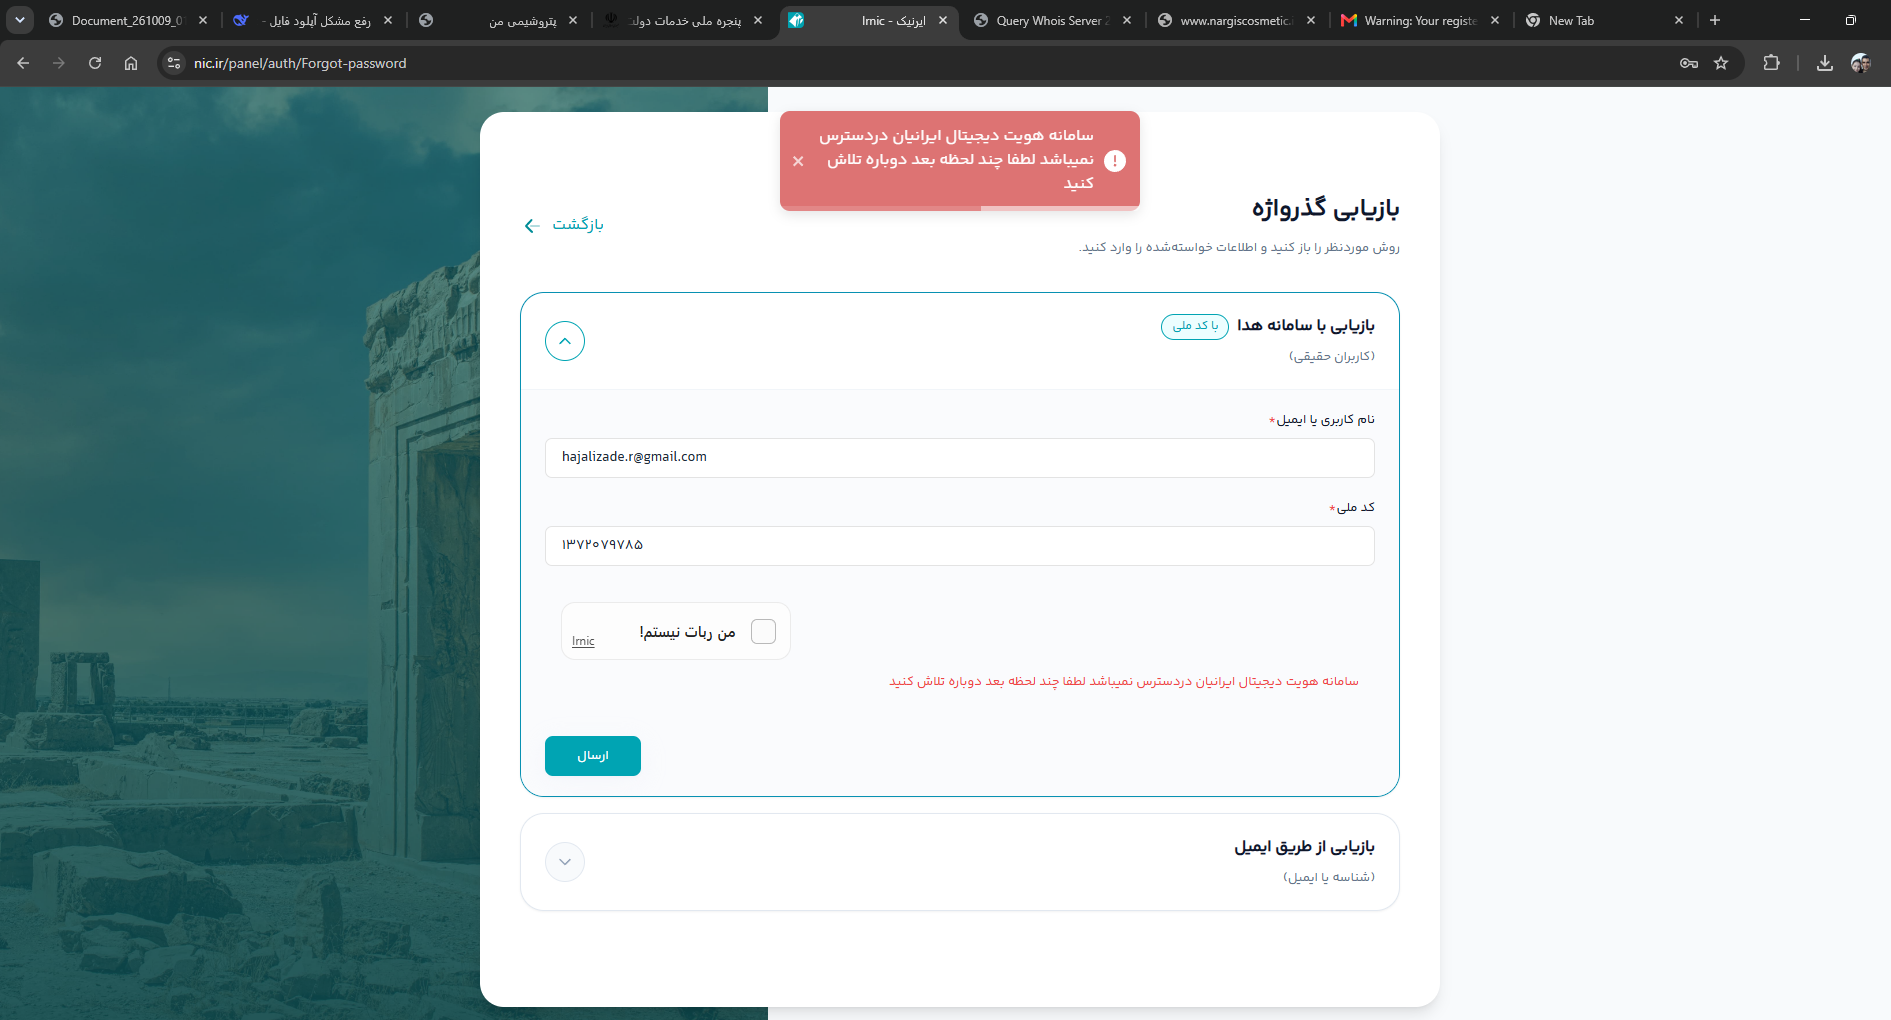 Document_261009_0
رفع مشکل آپلود فایل -
پتروشیمی من
پنجره ملی خدمات دولت
Irnic - ایرنیک
Query Whois Server
www.nargiscosmetic.
Warning: Your registe
New Tab
nic.ir/panel/auth/Forgot-password
سامانه هویت دیجیتال ایرانیان دردسترس
نمیباشد لطفا چند لحظه بعد دوباره تلاش
کنید
بازیابی گذرواژه
بازگشت
روش موردنظر را باز کنید و اطلاعات خواسته‌شده را وارد کنید.
بازیابی با سامانه هدا
با کد ملی
(کاربران حقیقی)
نام کاربری یا ایمیل*
hajalizade.r@gmail.com
کد ملی*
۱۳۷۲۰۷۹۷۸۵
من ربات نیستم!
Irnic
سامانه هویت دیجیتال ایرانیان دردسترس نمیباشد لطفا چند لحظه بعد دوباره تلاش کنید
ارسال
بازیابی از طریق ایمیل
(شناسه یا ایمیل)